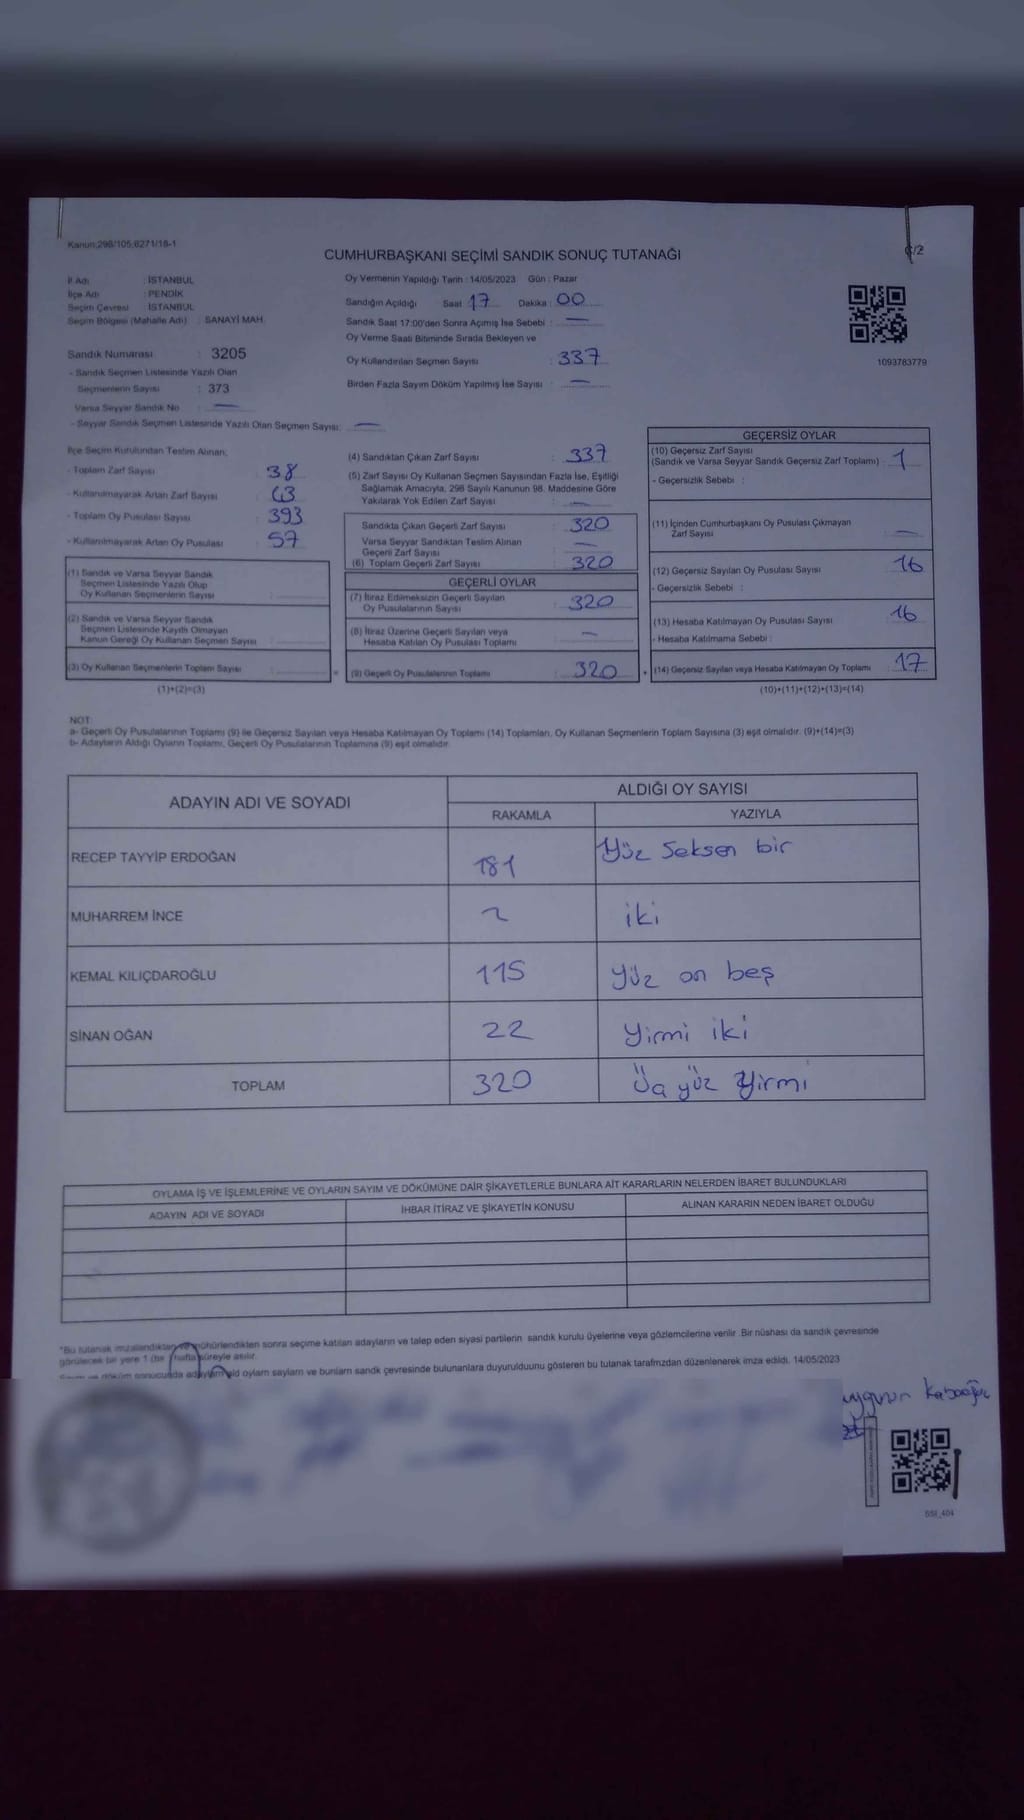 Kanun:298/105;6271/18-1
CUMHURBAŞKANI SEÇİMİ SANDIK SONUÇ TUTANAĞI
C/2
İl Adı : İSTANBUL
İlçe Adı : PENDİK
Seçim Çevresi : İSTANBUL
Seçim Bölgesi (Mahalle Adı) : SANAYİ MAH.
Sandık Numarası : 3205
- Sandık Seçmen Listesinde Yazılı Olan
Seçmenlerin Sayısı : 373
Varsa Seyyar Sandık No : —
- Seyyar Sandık Seçmen Listesinde Yazılı Olan Seçmen Sayısı: —
Oy Vermenin Yapıldığı Tarih : 14/05/2023 Gün : Pazar
Sandığın Açıldığı Saat : 17 Dakika : 00
Sandık Saat 17:00'den Sonra Açımış İse Sebebi : —
Oy Verme Saati Bitiminde Sırada Bekleyen ve
Oy Kullandırılan Seçmen Sayısı : 337
Birden Fazla Sayım Döküm Yapılmış İse Sayısı : —
1093783779
İlçe Seçim Kurulundan Teslim Alınan;
- Toplam Zarf Sayısı : 38
- Kullanılmayarak Artan Zarf Sayısı : 63
- Toplam Oy Pusulası Sayısı : 393
- Kullanılmayarak Artan Oy Pusulası : 57
(1) Sandık ve Varsa Seyyar Sandık
Seçmen Listesinde Yazılı Olup
Oy Kullanan Seçmenlerin Sayısı :
(2) Sandık ve Varsa Seyyar Sandık
Seçmen Listesinde Kayıtlı Olmayan
Kanun Gereği Oy Kullanan Seçmen Sayısı :
(3) Oy Kullanan Seçmenlerin Toplam Sayısı : =
(1)+(2)=(3)
(4) Sandıktan Çıkan Zarf Sayısı : 337
(5) Zarf Sayısı Oy Kullanan Seçmen Sayısından Fazla İse, Eşitliği
Sağlamak Amacıyla, 298 Sayılı Kanunun 98. Maddesine Göre
Yakılarak Yok Edilen Zarf Sayısı : —
Sandıkta Çıkan Geçerli Zarf Sayısı : 320
Varsa Seyyar Sandıktan Teslim Alınan
Geçerli Zarf Sayısı : —
(6) Toplam Geçerli Zarf Sayısı : 320
GEÇERLİ OYLAR
(7) İtiraz Edilmeksizin Geçerli Sayılan
Oy Pusulalarının Sayısı : 320
(8) İtiraz Üzerine Geçerli Sayılan veya
Hesaba Katılan Oy Pusulası Toplamı : —
(9) Geçerli Oy Pusulalarının Toplamı : 320 +
GEÇERSİZ OYLAR
(10) Geçersiz Zarf Sayısı
(Sandık ve Varsa Seyyar Sandık Geçersiz Zarf Toplamı) : 1
- Geçersizlik Sebebi :
(11) İçinden Cumhurbaşkanı Oy Pusulası Çıkmayan
Zarf Sayısı : —
(12) Geçersiz Sayılan Oy Pusulası Sayısı : 16
- Geçersizlik Sebebi :
(13) Hesaba Katılmayan Oy Pusulası Sayısı : 16
- Hesaba Katılmama Sebebi :
(14) Geçersiz Sayılan veya Hesaba Katılmayan Oy Toplamı : 17
(10)+(11)+(12)+(13)=(14)
NOT:
a- Geçerli Oy Pusulalarının Toplamı (9) ile Geçersiz Sayılan veya Hesaba Katılmayan Oy Toplamı (14) Toplamları, Oy Kullanan Seçmenlerin Toplam Sayısına (3) eşit olmalıdır. (9)+(14)=(3)
b- Adayların Aldığı Oyların Toplamı, Geçerli Oy Pusulalarının Toplamına (9) eşit olmalıdır.
ADAYIN ADI VE SOYADI ALDIĞI OY SAYISI
RAKAMLA YAZIYLA
RECEP TAYYİP ERDOĞAN 181 Yüz Seksen bir
MUHARREM İNCE 2 iki
KEMAL KILIÇDAROĞLU 115 Yüz on beş
SİNAN OĞAN 22 Yirmi iki
TOPLAM 320 Üç yüz Yirmi
OYLAMA İŞ VE İŞLEMLERİNE VE OYLARIN SAYIM VE DÖKÜMÜNE DAİR ŞİKAYETLERLE BUNLARA AİT KARARLARIN NELERDEN İBARET BULUNDUKLARI
ADAYIN ADI VE SOYADI İHBAR İTİRAZ VE ŞİKAYETİN KONUSU ALINAN KARARIN NEDEN İBARET OLDUĞU
*Bu tutanak imzalandıktan ve mühürlendikten sonra seçime katılan adayların ve talep eden siyasi partilerin sandık kurulu üyelerine veya gözlemcilerine verilir .Bir nüshası da sandık çevresinde
görülecek bir yere 1 (bir) hafta süreyle asılır.
Sayım ve döküm sonucunda adayların ald oyların sayıların ve bunların sandk çevresinde bulunanlara duyurulduunu gösteren bu tutanak tarafmzdan düzenlenerek imza edildi. 14/05/2023
uygundur
SSI_404